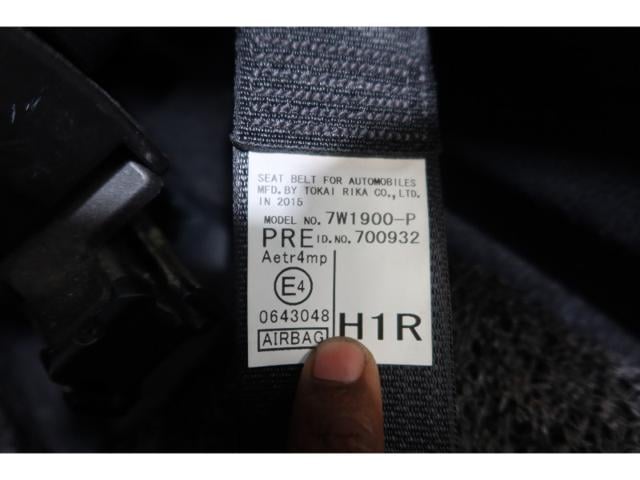 SEAT BELT FOR AUTOMOBILES
MFD. BY TOKAI RIKA CO., LTD.
IN 2015
MODEL NO. 7W1900-P
PRE ID. NO. 700932
Aetr4mp
E4
0643048
AIRBAG
H1R